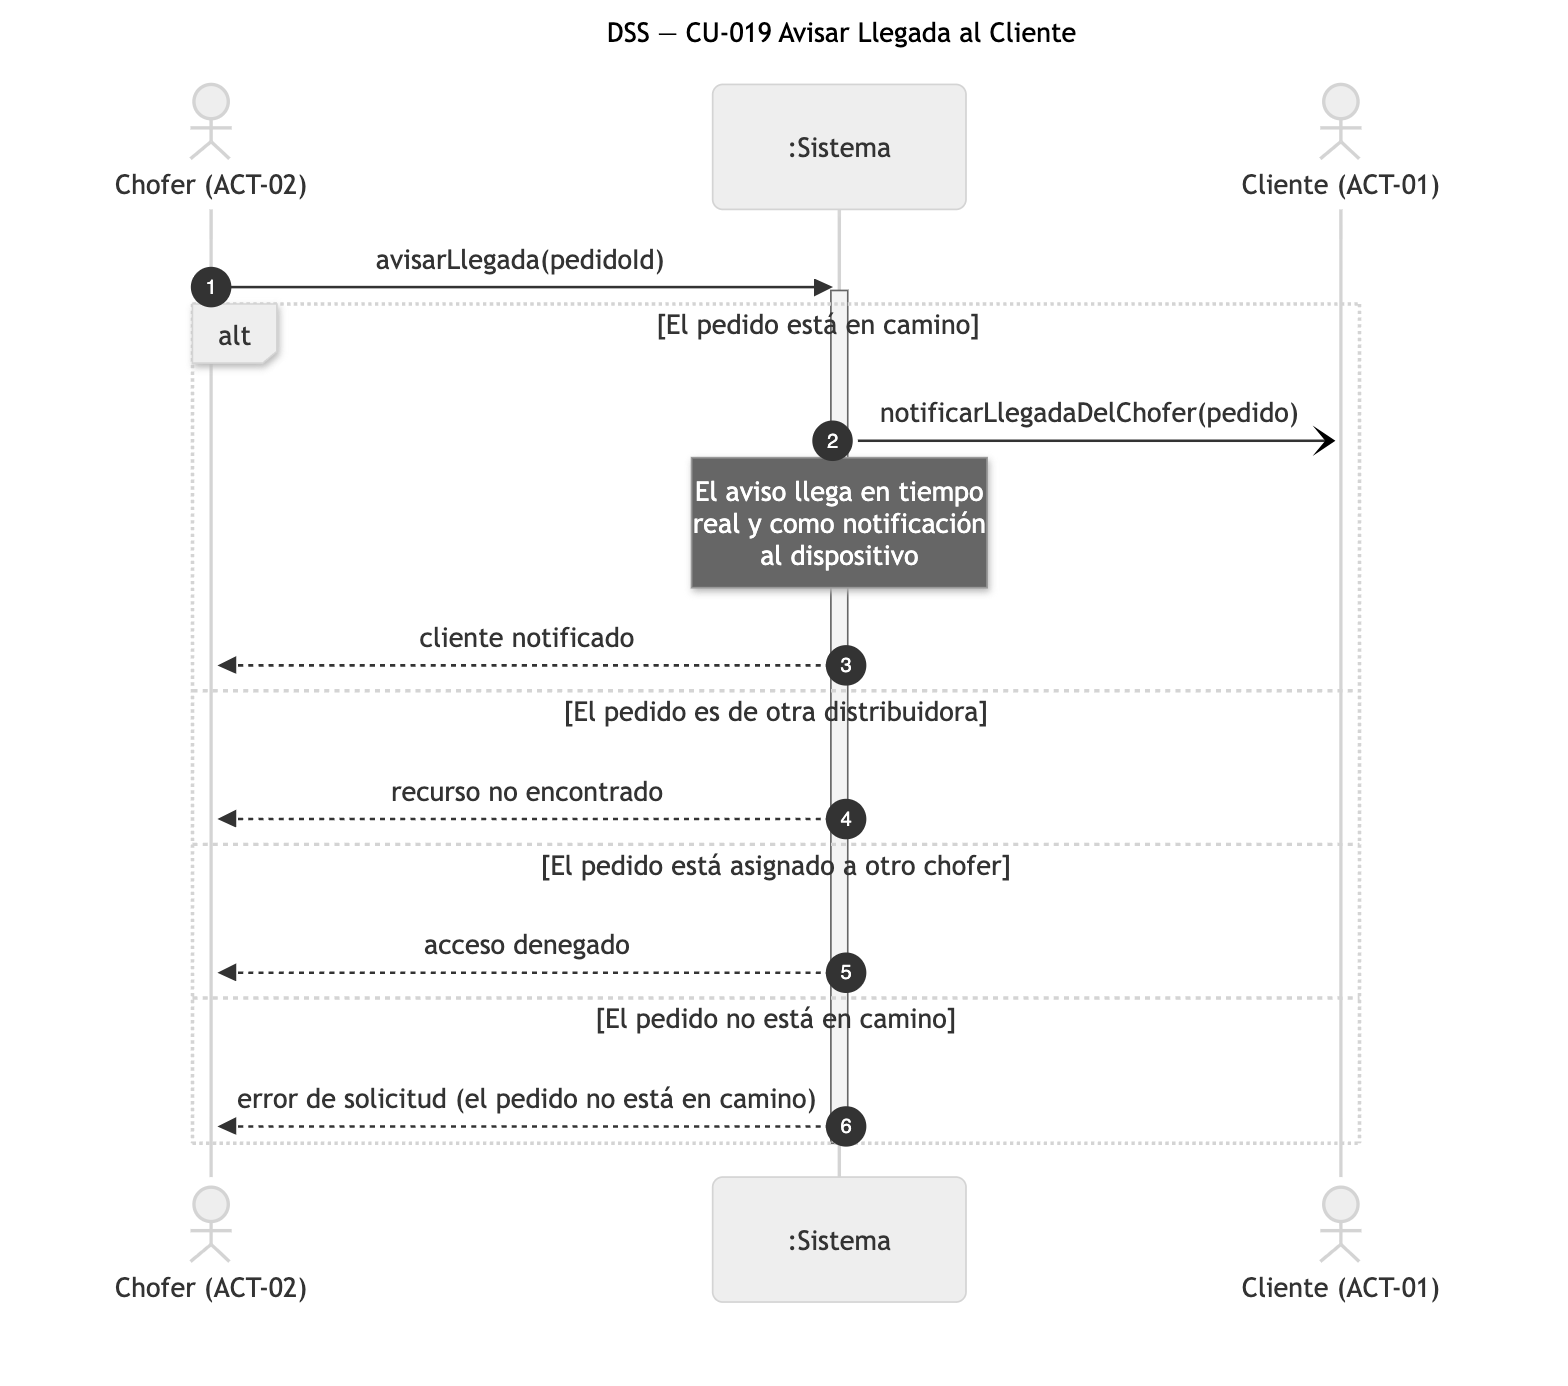 DSS — CU-019 Avisar Llegada al Cliente
:Sistema
Chofer (ACT-02)
Cliente (ACT-01)
avisarLlegada(pedidoId)
1
alt
[El pedido está en camino]
notificarLlegadaDelChofer(pedido)
2
El aviso llega en tiempo
real y como notificación
al dispositivo
cliente notificado
3
[El pedido es de otra distribuidora]
recurso no encontrado
4
[El pedido está asignado a otro chofer]
acceso denegado
5
[El pedido no está en camino]
error de solicitud (el pedido no está en camino)
6
:Sistema
Chofer (ACT-02)
Cliente (ACT-01)